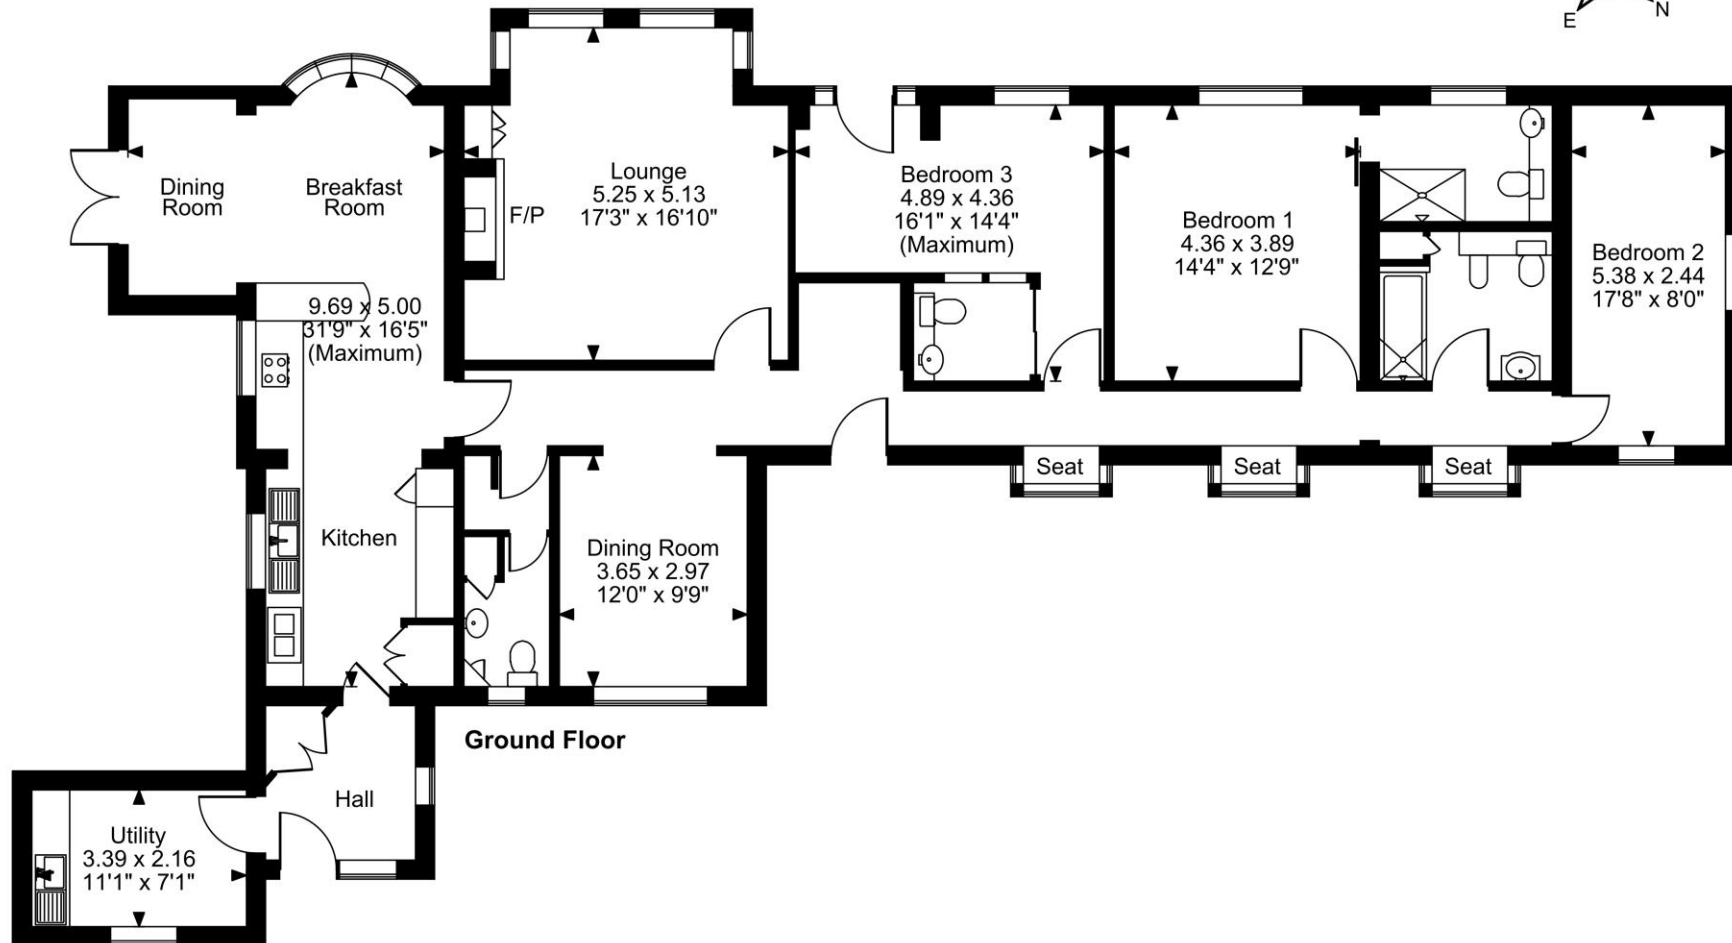 E
N
Dining
Room
Breakfast
Room
9.69 x 5.00
31'9" x 16'5"
(Maximum)
Kitchen
Lounge
5.25 x 5.13
17'3" x 16'10"
F/P
Bedroom 3
4.89 x 4.36
16'1" x 14'4"
(Maximum)
Bedroom 1
4.36 x 3.89
14'4" x 12'9"
Bedroom 2
5.38 x 2.44
17'8" x 8'0"
Seat
Seat
Seat
Dining Room
3.65 x 2.97
12'0" x 9'9"
Ground Floor
Hall
Utility
3.39 x 2.16
11'1" x 7'1"